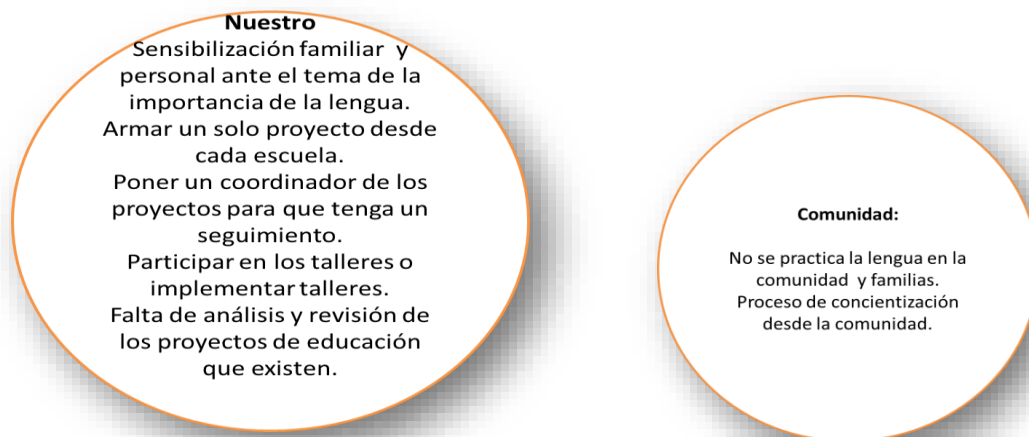 Nuestro
Sensibilización familiar y
personal ante el tema de la
importancia de la lengua.
Armar un solo proyecto desde
cada escuela.
Poner un coordinador de los
proyectos para que tenga un
seguimiento.
Participar en los talleres o
implementar talleres.
Falta de análisis y revisión de
los proyectos de educación
que existen.
Comunidad:
No se practica la lengua en la
comunidad y familias.
Proceso de concientización
desde la comunidad.